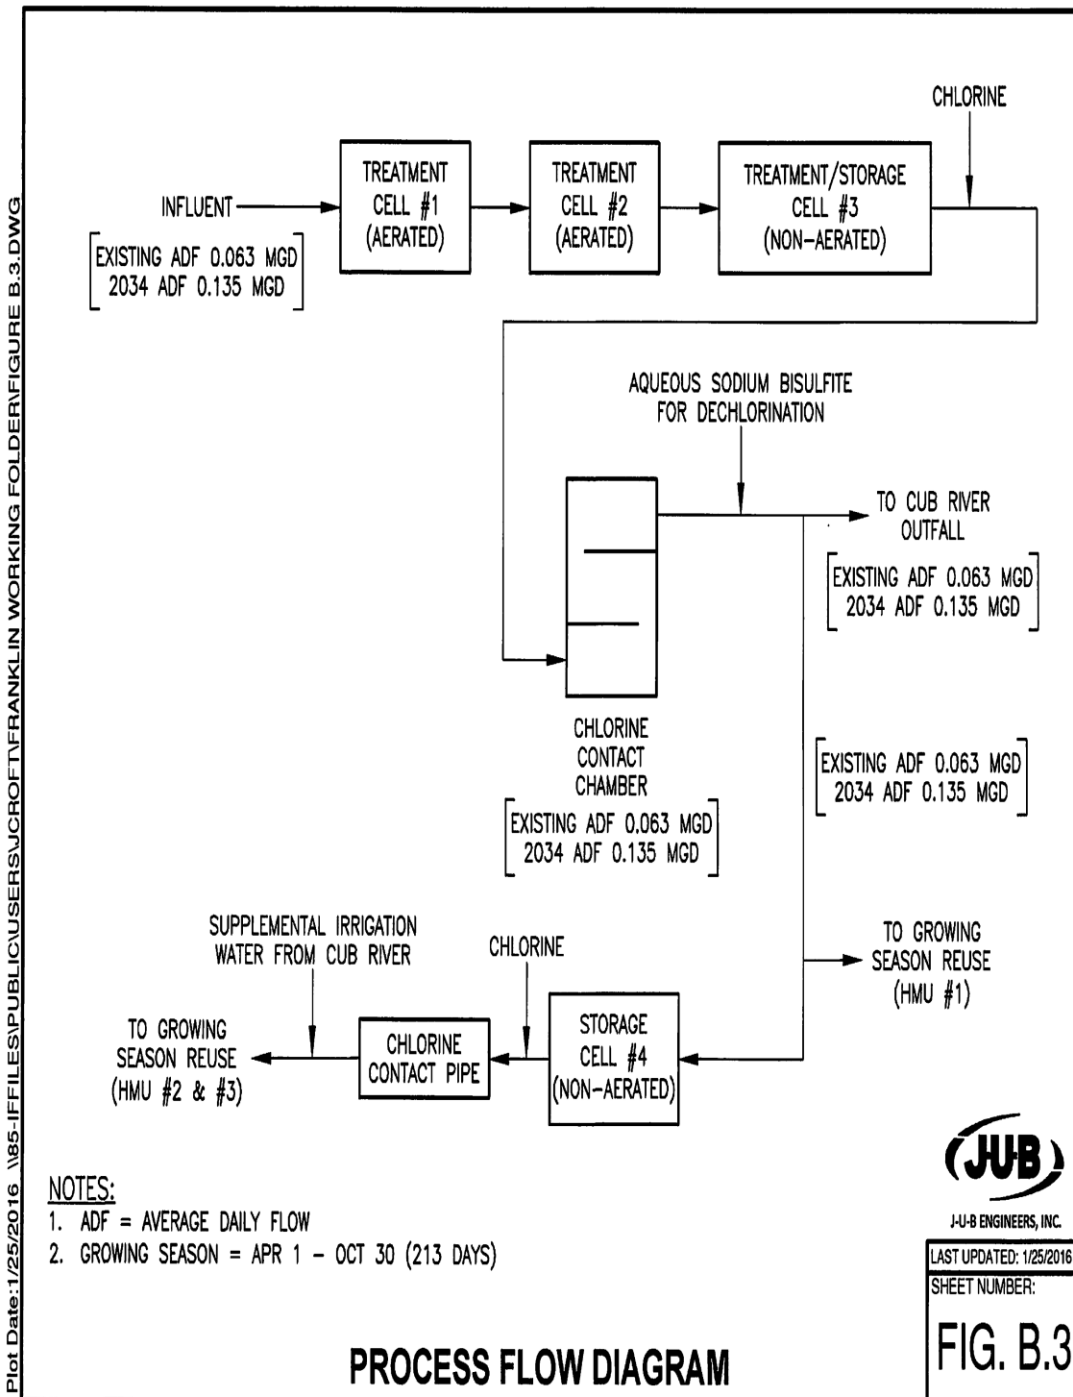 CHLORINE
TREATMENT
CELL #1
(AERATED)
TREATMENT
CELL #2
(AERATED)
TREATMENT/STORAGE
CELL #3
(NON-AERATED)
INFLUENT
EXISTING ADF 0.063 MGD
2034 ADF 0.135 MGD
AQUEOUS SODIUM BISULFITE
FOR DECHLORINATION
TO CUB RIVER
OUTFALL
EXISTING ADF 0.063 MGD
2034 ADF 0.135 MGD
CHLORINE
CONTACT
CHAMBER
EXISTING ADF 0.063 MGD
2034 ADF 0.135 MGD
EXISTING ADF 0.063 MGD
2034 ADF 0.135 MGD
TO GROWING
SEASON REUSE
(HMU #1)
SUPPLEMENTAL IRRIGATION
WATER FROM CUB RIVER
CHLORINE
STORAGE
CELL #4
(NON-AERATED)
CHLORINE
CONTACT PIPE
TO GROWING
SEASON REUSE
(HMU #2 & #3)
NOTES:
1. ADF = AVERAGE DAILY FLOW
2. GROWING SEASON = APR 1 - OCT 30 (213 DAYS)
PROCESS FLOW DIAGRAM
J-U-B
J-U-B ENGINEERS, INC.
LAST UPDATED: 1/25/2016
SHEET NUMBER:
FIG. B.3
Plot Date:1/25/2016 \\85-IFFILES\PUBLIC\USERS\JCROFT\FRANKLIN WORKING FOLDER\FIGURE B.3.DWG